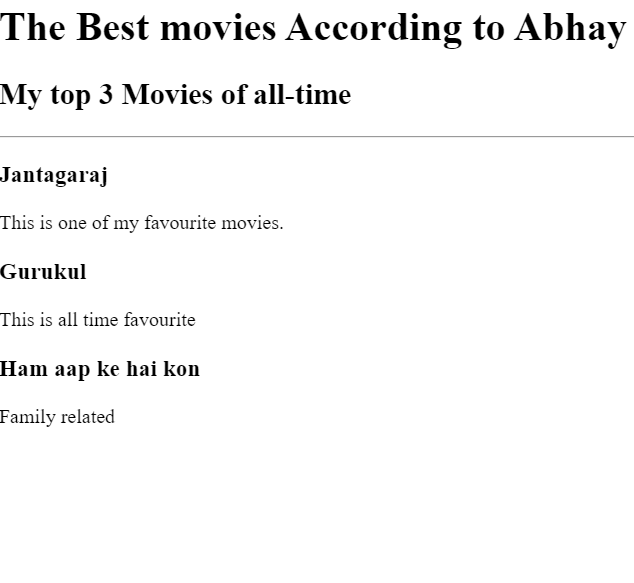 The Best movies According to Abhay
My top 3 Movies of all-time
Jantagaraj
This is one of my favourite movies.
Gurukul
This is all time favourite
Ham aap ke hai kon
Family related